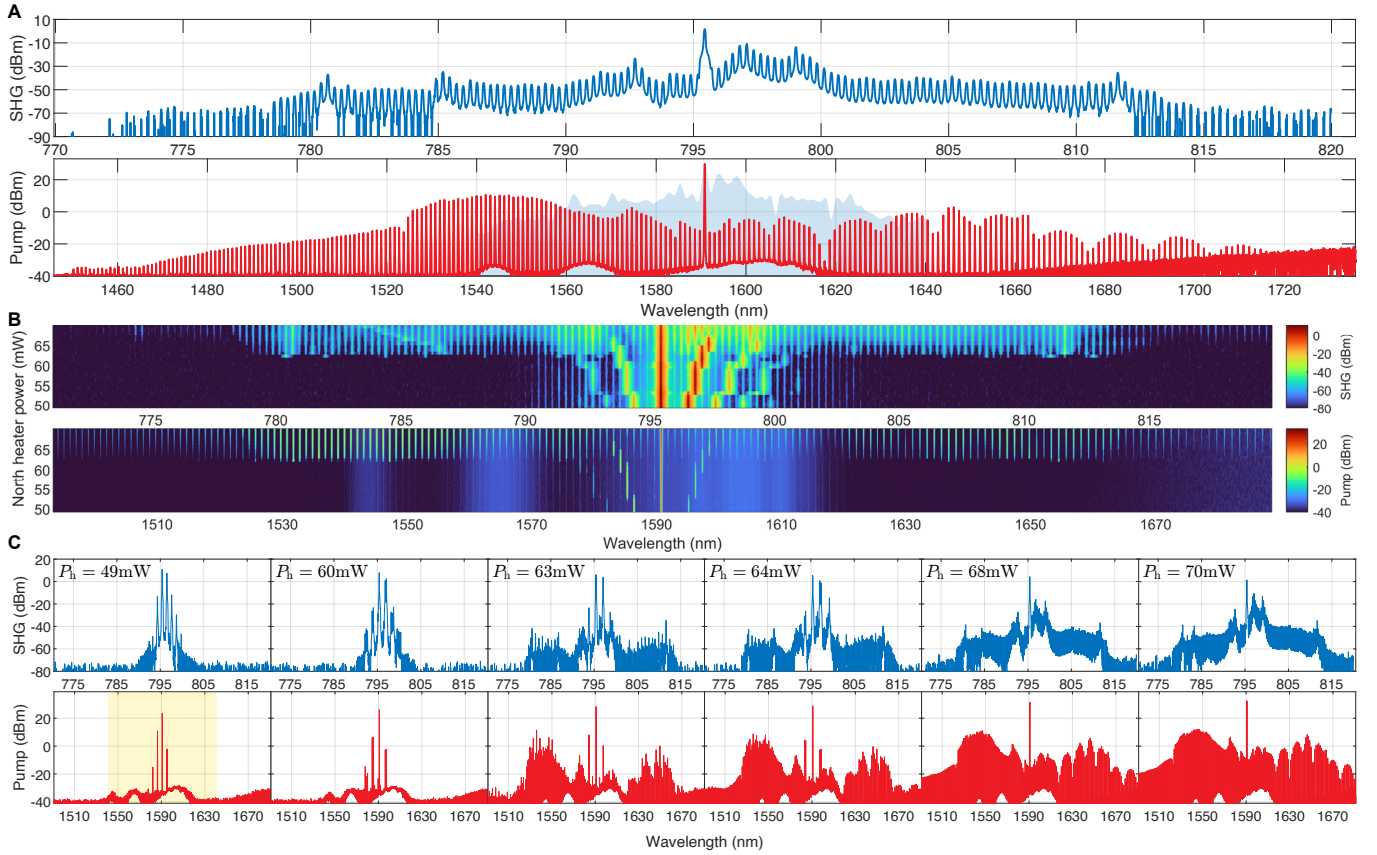 A
10
-10
-30
-50
-70
-90
SHG (dBm)
770 775 780 785 790 795 800 805 810 815 820
20
0
-20
-40
Pump (dBm)
1460 1480 1500 1520 1540 1560 1580 1600 1620 1640 1660 1680 1700 1720
Wavelength (nm)
B
North heater power (mW)
65
60
55
50
775 780 785 790 795 800 805 810 815
0
-20
-40
-60
-80
SHG (dBm)
65
60
55
50
1510 1530 1550 1570 1590 1610 1630 1650 1670
20
0
-20
-40
Pump (dBm)
Wavelength (nm)
C
20
0
-20
-40
-60
-80
SHG (dBm)
P_h = 49mW P_h = 60mW P_h = 63mW P_h = 64mW P_h = 68mW P_h = 70mW
775 785 795 805 815 775 785 795 805 815 775 785 795 805 815 775 785 795 805 815 775 785 795 805 815 775 785 795 805 815
20
0
-20
-40
Pump (dBm)
1510 1550 1590 1630 1670 1510 1550 1590 1630 1670 1510 1550 1590 1630 1670 1510 1550 1590 1630 1670 1510 1550 1590 1630 1670 1510 1550 1590 1630 1670
Wavelength (nm)